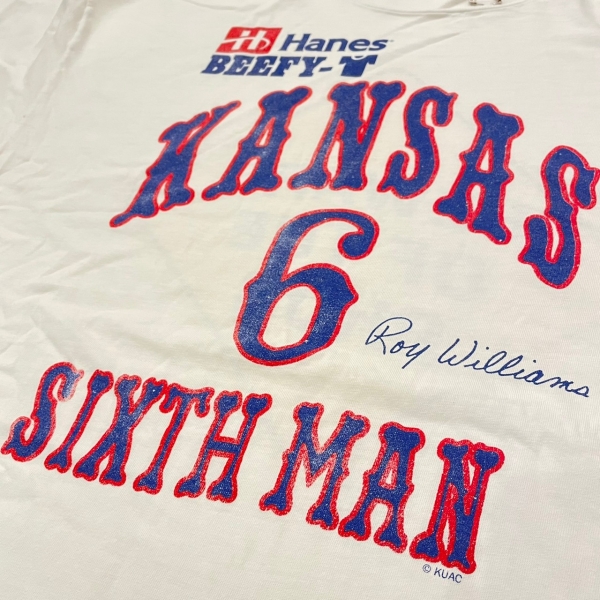 Hanes
BEEFY-T
KANSAS
6
Roy Williams
SIXTH MAN
© KUAC